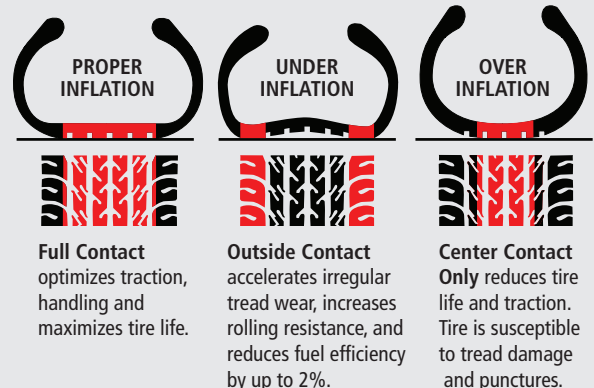 PROPER
INFLATION
UNDER
INFLATION
OVER
INFLATION
Full Contact
optimizes traction,
handling and
maximizes tire life.
Outside Contact
accelerates irregular
tread wear, increases
rolling resistance, and
reduces fuel efficiency
by up to 2%.
Center Contact
Only reduces tire
life and traction.
Tire is susceptible
to tread damage
and punctures.